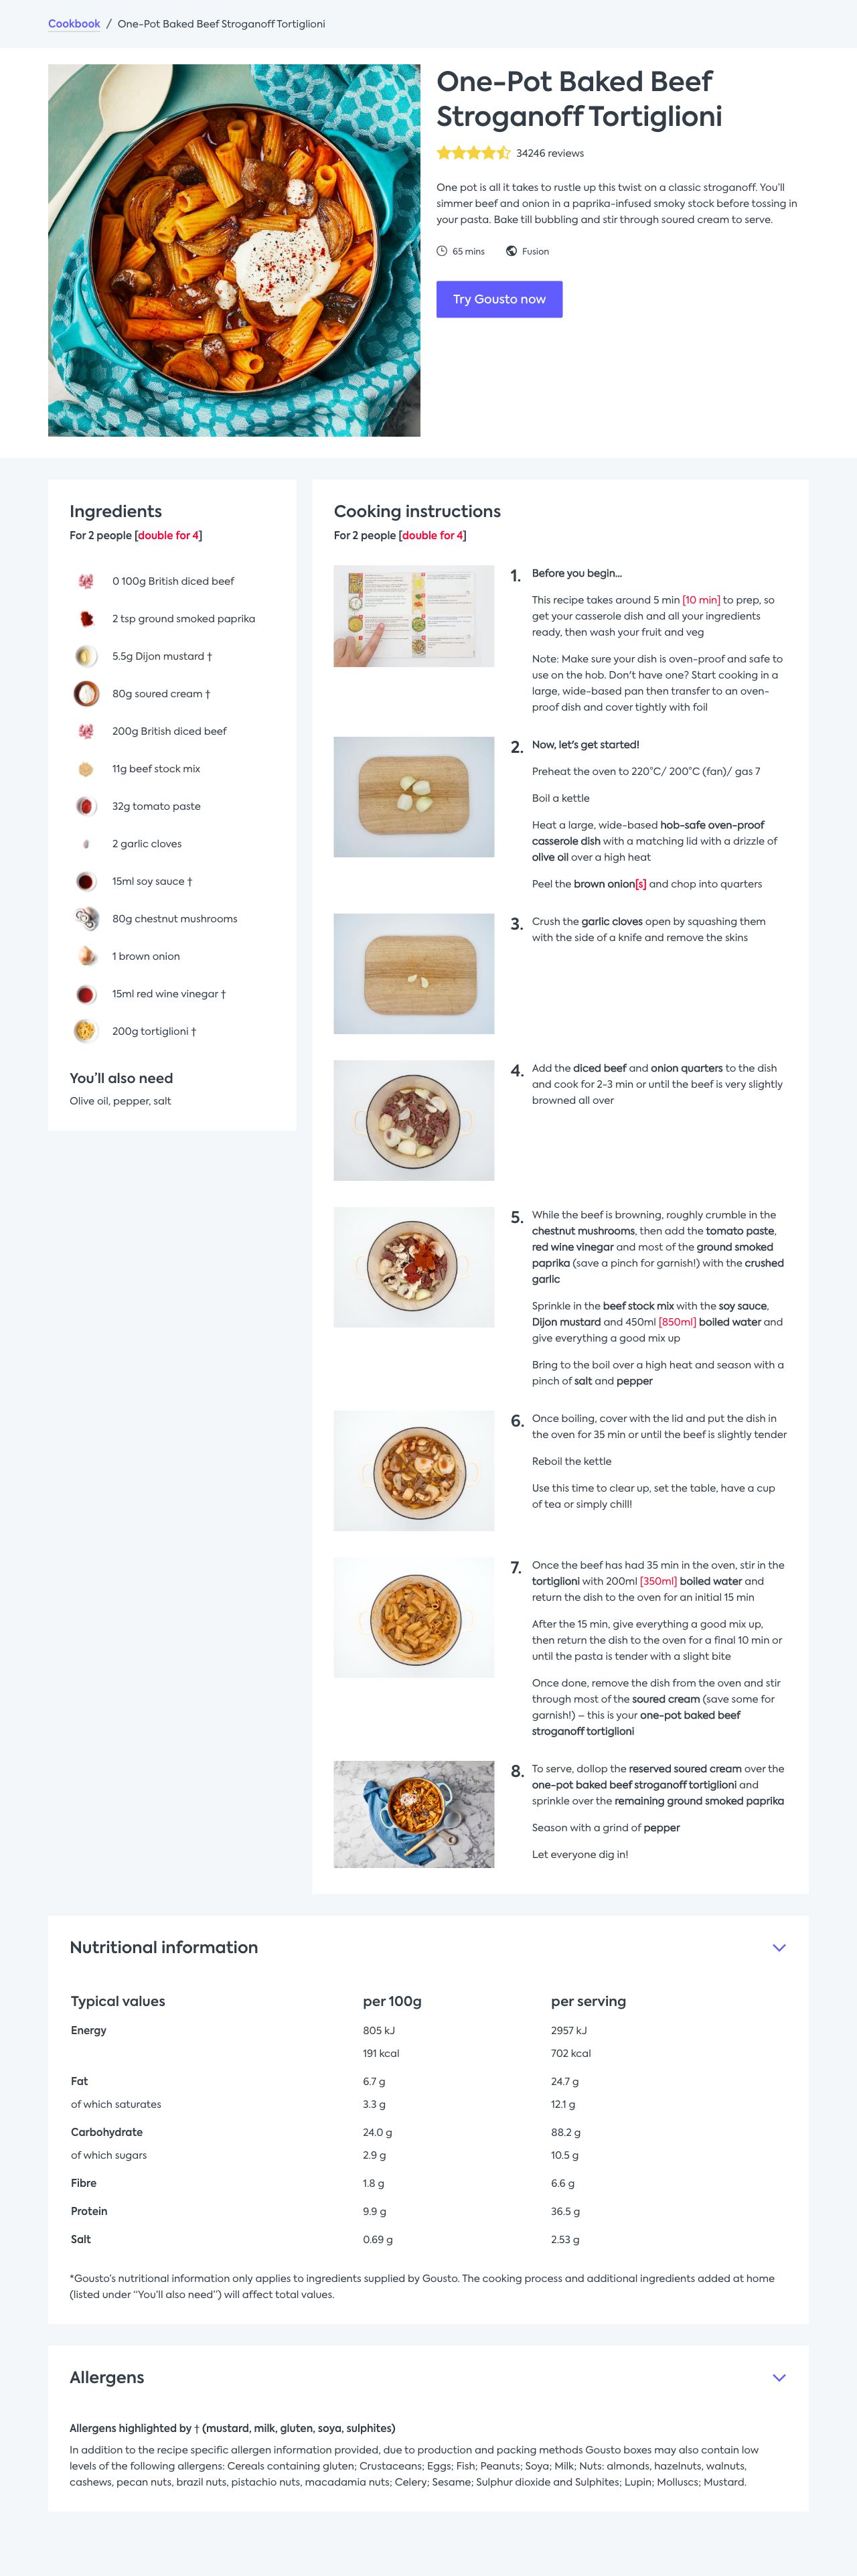 Cookbook / One-Pot Baked Beef Stroganoff Tortiglioni
One-Pot Baked Beef
Stroganoff Tortiglioni
34246 reviews
One pot is all it takes to rustle up this twist on a classic stroganoff. You'll
simmer beef and onion in a paprika-infused smoky stock before tossing in
your pasta. Bake till bubbling and stir through soured cream to serve.
65 mins Fusion
Try Gousto now
Ingredients
For 2 people [double for 4]
0 100g British diced beef
2 tsp ground smoked paprika
5.5g Dijon mustard †
80g soured cream †
200g British diced beef
11g beef stock mix
32g tomato paste
2 garlic cloves
15ml soy sauce †
80g chestnut mushrooms
1 brown onion
15ml red wine vinegar †
200g tortiglioni †
You'll also need
Olive oil, pepper, salt
Cooking instructions
For 2 people [double for 4]
1. Before you begin...
This recipe takes around 5 min [10 min] to prep, so
get your casserole dish and all your ingredients
ready, then wash your fruit and veg
Note: Make sure your dish is oven-proof and safe to
use on the hob. Don't have one? Start cooking in a
large, wide-based pan then transfer to an oven-
proof dish and cover tightly with foil
2. Now, let's get started!
Preheat the oven to 220°C/ 200°C (fan)/ gas 7
Boil a kettle
Heat a large, wide-based hob-safe oven-proof
casserole dish with a matching lid with a drizzle of
olive oil over a high heat
Peel the brown onion[s] and chop into quarters
3. Crush the garlic cloves open by squashing them
with the side of a knife and remove the skins
4. Add the diced beef and onion quarters to the dish
and cook for 2-3 min or until the beef is very slightly
browned all over
5. While the beef is browning, roughly crumble in the
chestnut mushrooms, then add the tomato paste,
red wine vinegar and most of the ground smoked
paprika (save a pinch for garnish!) with the crushed
garlic
Sprinkle in the beef stock mix with the soy sauce,
Dijon mustard and 450ml [850ml] boiled water and
give everything a good mix up
Bring to the boil over a high heat and season with a
pinch of salt and pepper
6. Once boiling, cover with the lid and put the dish in
the oven for 35 min or until the beef is slightly tender
Reboil the kettle
Use this time to clear up, set the table, have a cup
of tea or simply chill!
7. Once the beef has had 35 min in the oven, stir in the
tortiglioni with 200ml [350ml] boiled water and
return the dish to the oven for an initial 15 min
After the 15 min, give everything a good mix up,
then return the dish to the oven for a final 10 min or
until the pasta is tender with a slight bite
Once done, remove the dish from the oven and stir
through most of the soured cream (save some for
garnish!) – this is your one-pot baked beef
stroganoff tortiglioni
8. To serve, dollop the reserved soured cream over the
one-pot baked beef stroganoff tortiglioni and
sprinkle over the remaining ground smoked paprika
Season with a grind of pepper
Let everyone dig in!
Nutritional information
Typical values per 100g per serving
Energy 805 kJ 2957 kJ
191 kcal 702 kcal
Fat 6.7 g 24.7 g
of which saturates 3.3 g 12.1 g
Carbohydrate 24.0 g 88.2 g
of which sugars 2.9 g 10.5 g
Fibre 1.8 g 6.6 g
Protein 9.9 g 36.5 g
Salt 0.69 g 2.53 g
*Gousto's nutritional information only applies to ingredients supplied by Gousto. The cooking process and additional ingredients added at home
(listed under "You'll also need") will affect total values.
Allergens
Allergens highlighted by † (mustard, milk, gluten, soya, sulphites)
In addition to the recipe specific allergen information provided, due to production and packing methods Gousto boxes may also contain low
levels of the following allergens: Cereals containing gluten; Crustaceans; Eggs; Fish; Peanuts; Soya; Milk; Nuts: almonds, hazelnuts, walnuts,
cashews, pecan nuts, brazil nuts, pistachio nuts, macadamia nuts; Celery; Sesame; Sulphur dioxide and Sulphites; Lupin; Molluscs; Mustard.